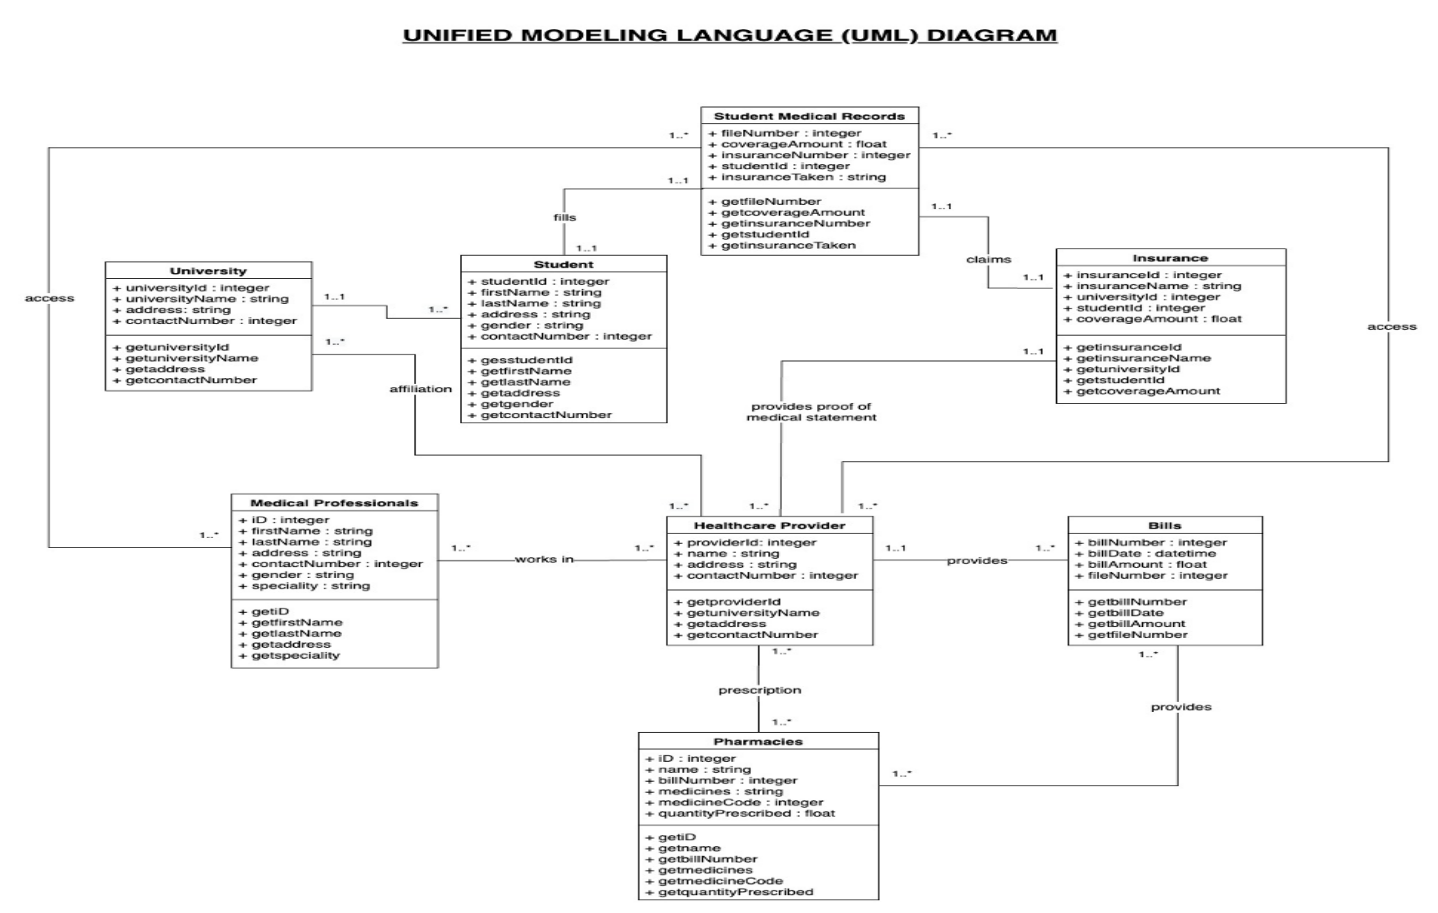 UNIFIED MODELING LANGUAGE (UML) DIAGRAM
Student Medical Records
+ fileNumber : integer
+ coverageAmount : float
+ insuranceNumber : integer
+ studentId : integer
+ insuranceTaken : string
+ getfileNumber
+ getcoverageAmount
+ getinsuranceNumber
+ getstudentId
+ getinsuranceTaken
1..*
1..*
1..1
1..1
fills
1..1
claims
1..1
access
access
University
+ universityId : integer
+ universityName : string
+ address: string
+ contactNumber : integer
+ getuniversityId
+ getuniversityName
+ getaddress
+ getcontactNumber
1..1
1..*
1..*
affiliation
Student
+ studentId : integer
+ firstName : string
+ lastName : string
+ address : string
+ gender : string
+ contactNumber : integer
+ gesstudentId
+ getfirstName
+ getlastName
+ getaddress
+ getgender
+ getcontactNumber
Insurance
+ insuranceId : integer
+ insuranceName : string
+ universityId : integer
+ studentId : integer
+ coverageAmount : float
+ getinsuranceId
+ getinsuranceName
+ getuniversityId
+ getstudentId
+ getcoverageAmount
1..1
provides proof of
medical statement
1..*
1..*
1..*
Medical Professionals
+ iD : integer
+ firstName : string
+ lastName : string
+ address : string
+ contactNumber : integer
+ gender : string
+ speciality : string
+ getiD
+ getfirstName
+ getlastName
+ getaddress
+ getspeciality
1..*
1..*
works in
1..*
Healthcare Provider
+ providerId: integer
+ name : string
+ address : string
+ contactNumber : integer
+ getproviderId
+ getuniversityName
+ getaddress
+ getcontactNumber
1..1
provides
1..*
Bills
+ billNumber : integer
+ billDate : datetime
+ billAmount : float
+ fileNumber : integer
+ getbillNumber
+ getbillDate
+ getbillAmount
+ getfileNumber
1..*
prescription
1..*
1..*
provides
1..*
Pharmacies
+ iD : integer
+ name : string
+ billNumber : integer
+ medicines : string
+ medicineCode : integer
+ quantityPrescribed : float
+ getiD
+ getname
+ getbillNumber
+ getmedicines
+ getmedicineCode
+ getquantityPrescribed